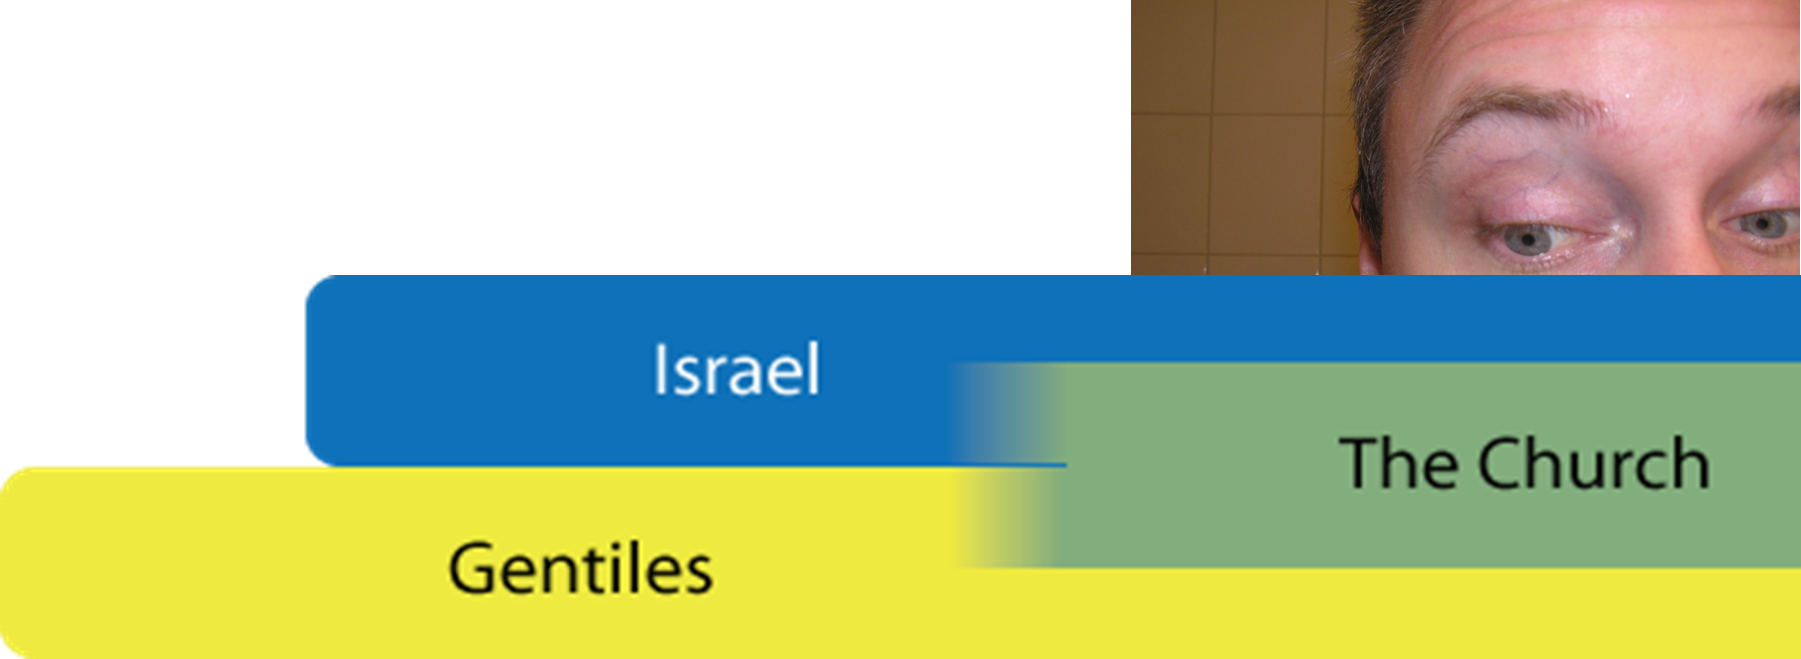 Israel
The Church
Gentiles